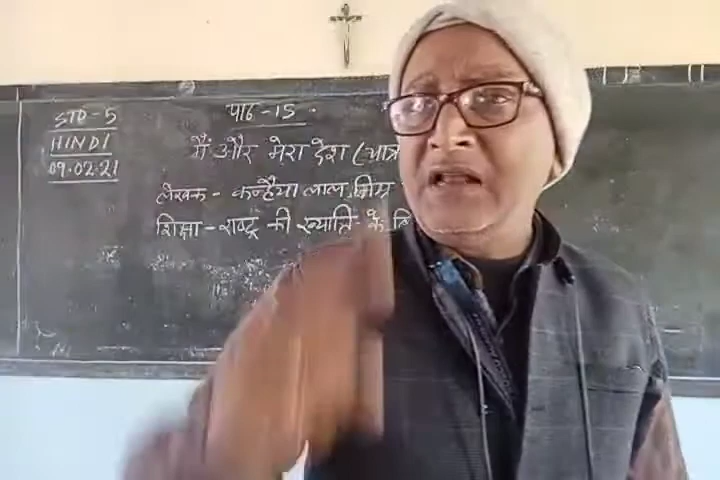 STD-5
HINDI
09.02.21
पाठ-15.
मैं और मेरा देश (यात्र
लेखक - कन्हैया लाल मिश्र
शिक्षा - राष्ट्र की ख्याति के लि